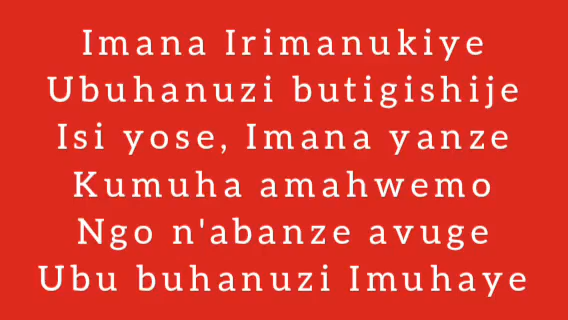 Imana Irimanukiye
Ubuhanuzi butigishije
Isi yose, Imana yanze
Kumuha amahwemo
Ngo n'abanze avuge
Ubu buhanuzi Imuhaye